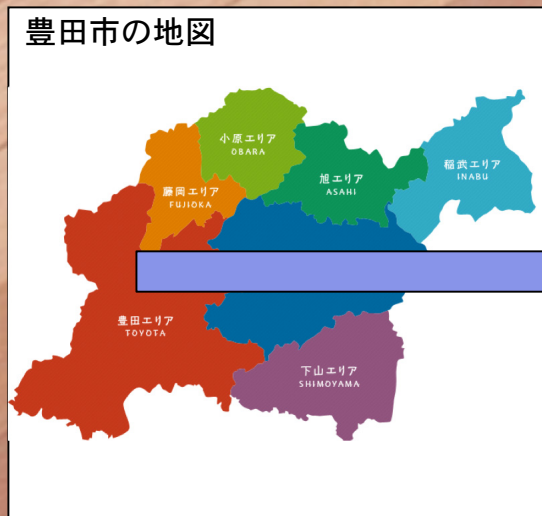 豊田市の地図
小原エリア
OBARA
稲武エリア
INABU
旭エリア
ASAHI
藤岡エリア
FUJIOKA
豊田エリア
TOYOTA
下山エリア
SHIMOYAMA